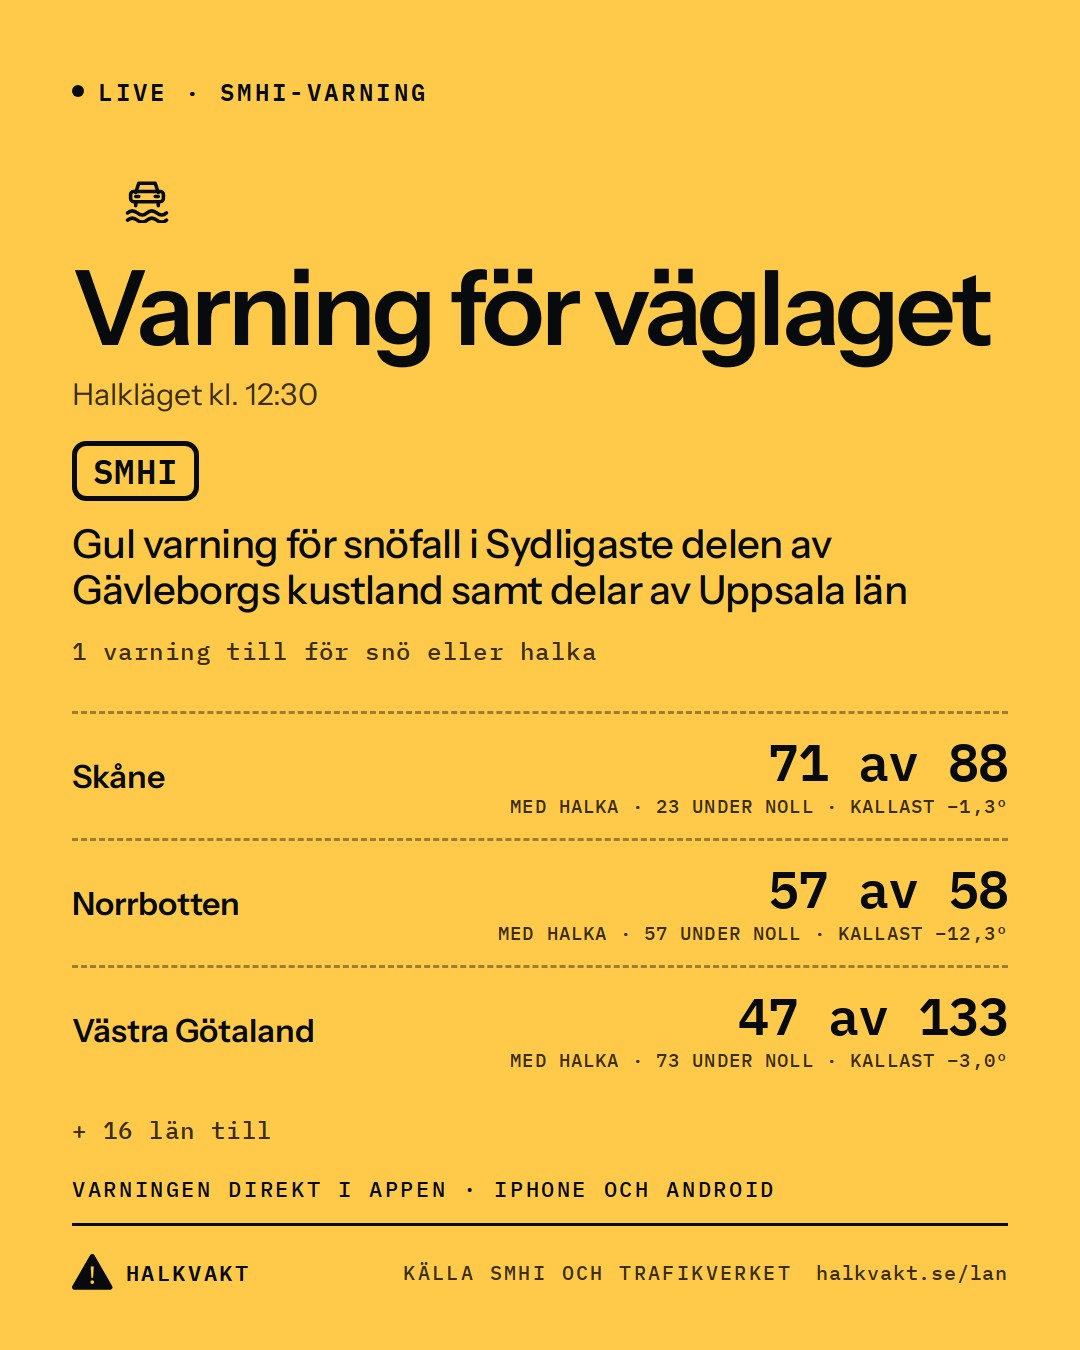 LIVE · SMHI-VARNING
Varning för väglaget
Halkläget kl. 12:30
SMHI
Gul varning för snöfall i Sydligaste delen av
Gävleborgs kustland samt delar av Uppsala län
1 varning till för snö eller halka
Skåne
71 av 88
MED HALKA · 23 UNDER NOLL · KALLAST −1,3°
Norrbotten
57 av 58
MED HALKA · 57 UNDER NOLL · KALLAST −12,3°
Västra Götaland
47 av 133
MED HALKA · 73 UNDER NOLL · KALLAST −3,0°
+ 16 län till
VARNINGEN DIREKT I APPEN · IPHONE OCH ANDROID
HALKVAKT
KÄLLA SMHI OCH TRAFIKVERKET halkvakt.se/lan